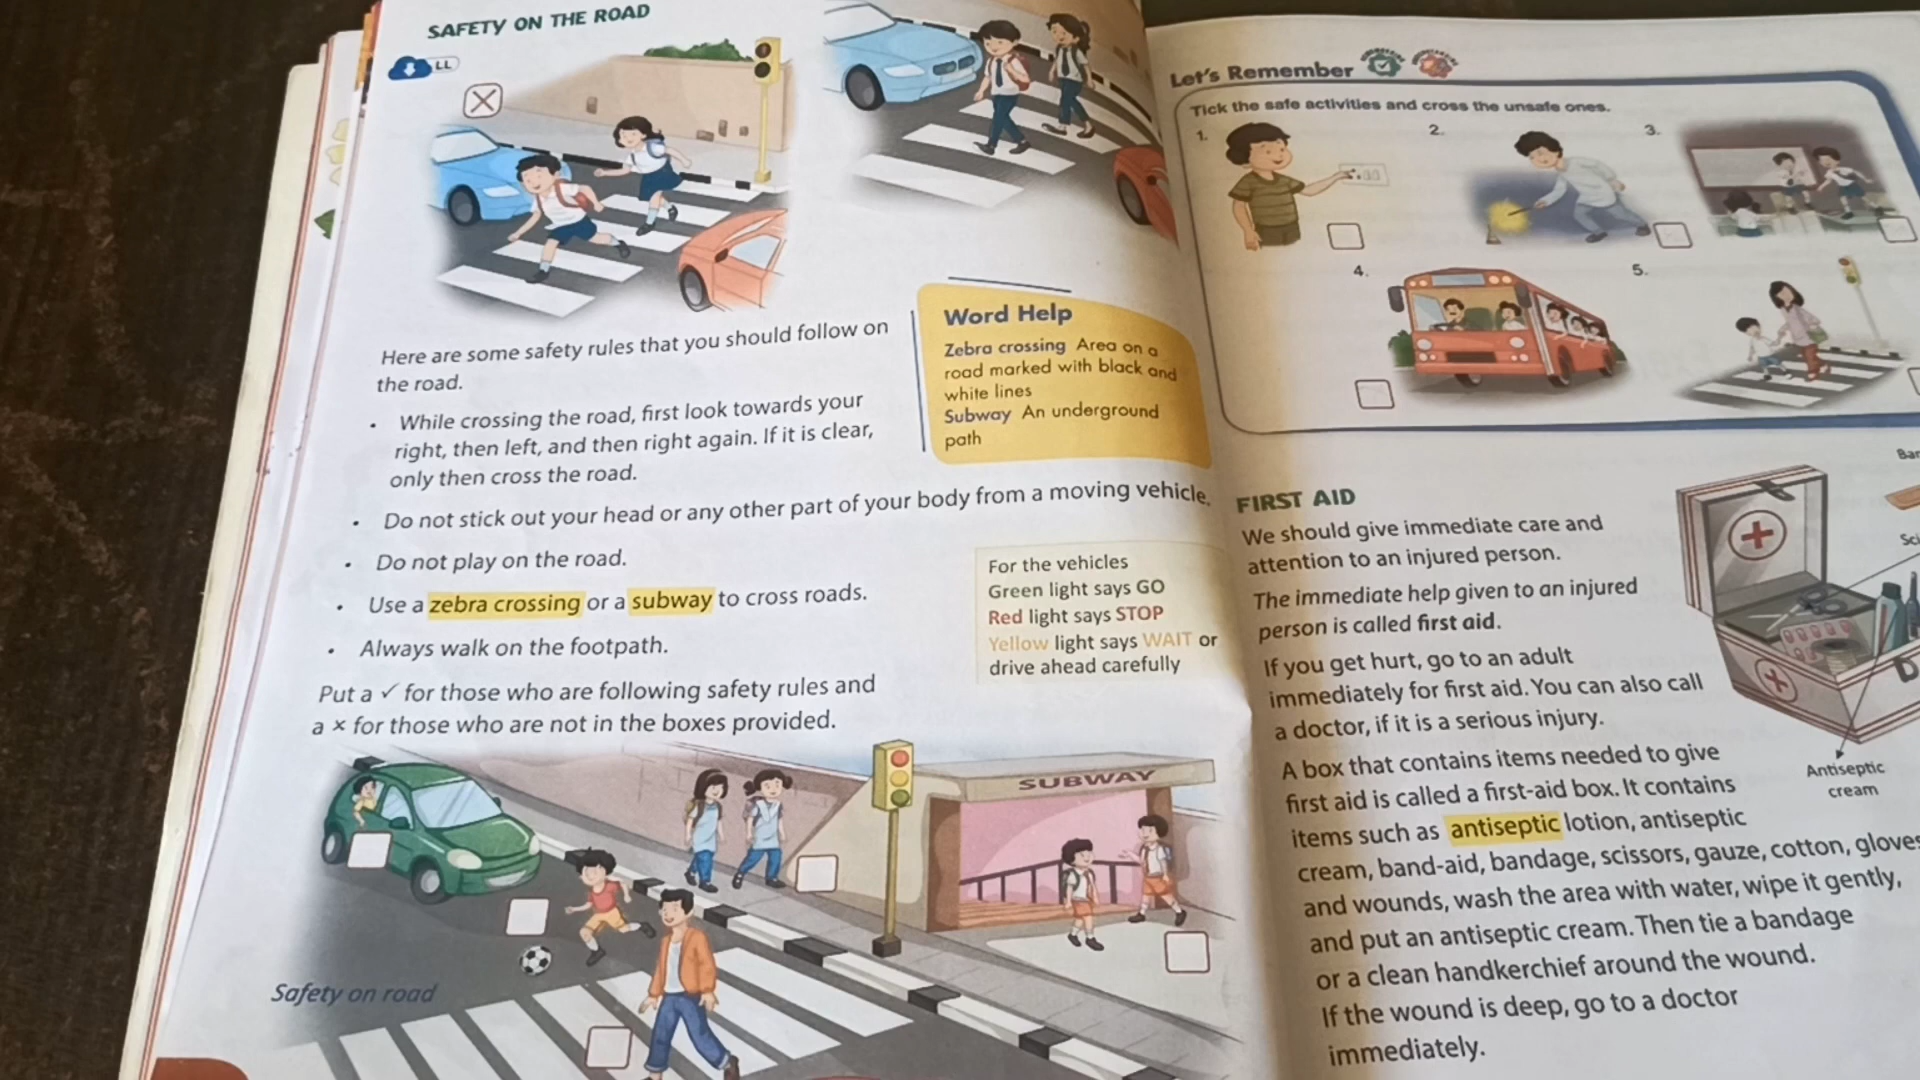 SAFETY ON THE ROAD
LL
Here are some safety rules that you should follow on
the road.
• While crossing the road, first look towards your
right, then left, and then right again. If it is clear,
only then cross the road.
• Do not stick out your head or any other part of your body from a moving vehicle.
• Do not play on the road.
• Use a zebra crossing or a subway to cross roads.
• Always walk on the footpath.
Put a ✓ for those who are following safety rules and
a × for those who are not in the boxes provided.
Word Help
Zebra crossing Area on a
road marked with black and
white lines
Subway An underground
path
For the vehicles
Green light says GO
Red light says STOP
Yellow light says WAIT or
drive ahead carefully
SUBWAY
Safety on road
Let's Remember
Tick the safe activities and cross the unsafe ones.
1.
2.
3.
4.
5.
FIRST AID
We should give immediate care and
attention to an injured person.
The immediate help given to an injured
person is called first aid.
If you get hurt, go to an adult
immediately for first aid. You can also call
a doctor, if it is a serious injury.
A box that contains items needed to give
first aid is called a first-aid box. It contains
items such as antiseptic lotion, antiseptic
cream, band-aid, bandage, scissors, gauze, cotton, gloves
and wounds, wash the area with water, wipe it gently,
and put an antiseptic cream. Then tie a bandage
or a clean handkerchief around the wound.
If the wound is deep, go to a doctor
immediately.
Antiseptic
cream